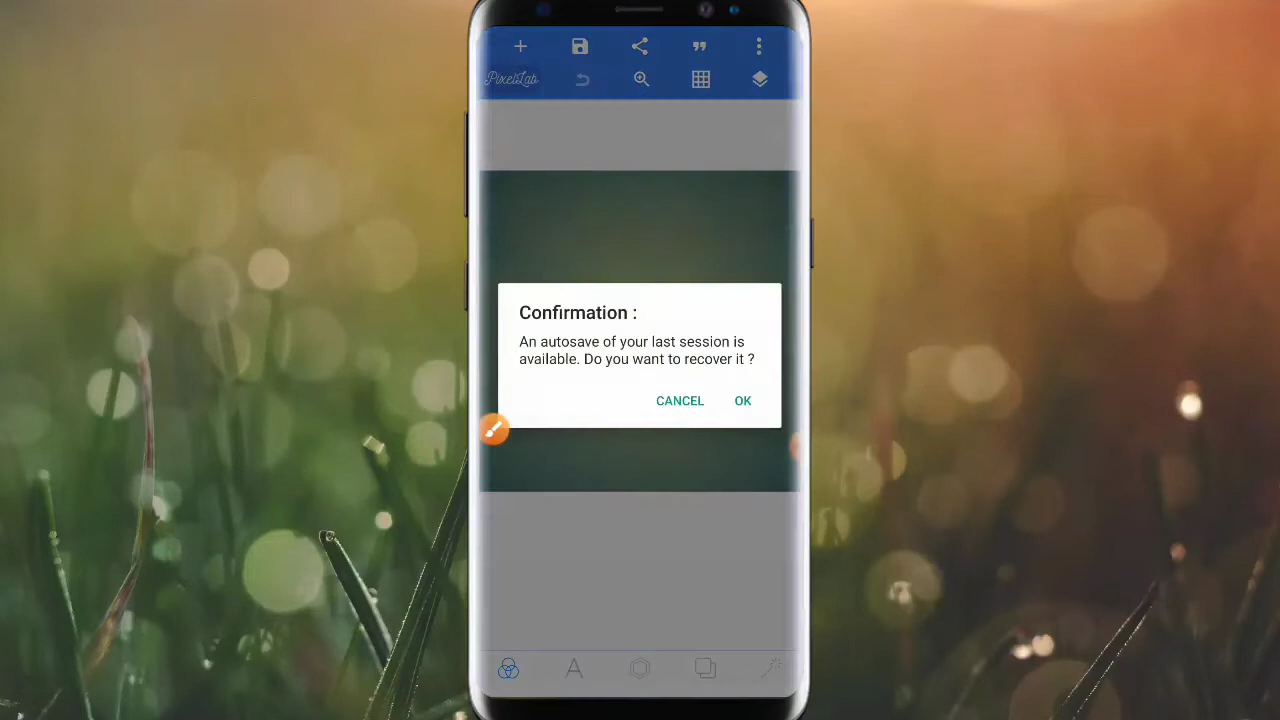 PixelLab
Confirmation :
An autosave of your last session is
available. Do you want to recover it ?
CANCEL OK
A